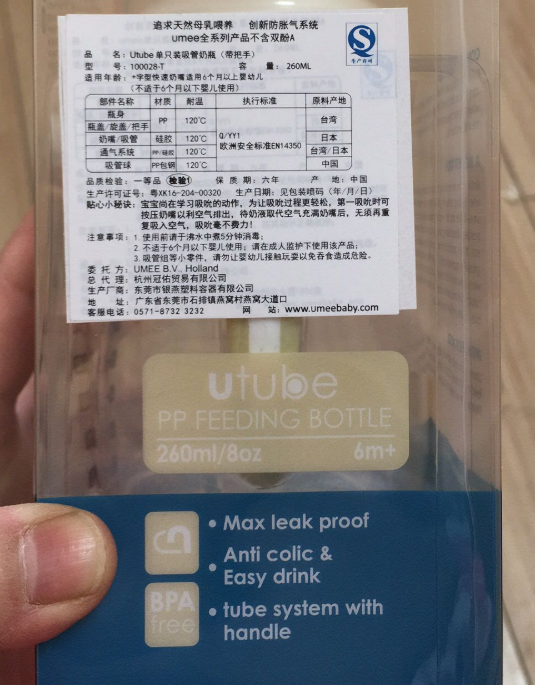 追求天然母乳喂养 创新防胀气系统
umee全系列产品不含双酚A
生产许可
品 名：Utube单只装吸管奶瓶（带把手）
型 号：100028-T 容 量：260ML
适用年龄：*字型快速奶嘴适用6个月以上婴幼儿
（不适于6个月以下婴儿使用）
部件名称 材质 耐温 执行标准 原料产地
瓶身
瓶盖/旋盖/把手 PP 120℃ 台湾
奶嘴/吸管 硅胶 120℃ Q/YY1 日本
通气系统 PP/硅胶 120℃ 欧洲安全标准EN14350 台湾/日本
吸管球 PP包钢 120℃ 中国
品质检验：一等品 检验1 保 质 期：六年 产 地：中国
生产许可证号：粤XK16-204-00320 生产日期：见包装喷码（年/月/日）
贴心小秘诀：宝宝尚在学习吸吮的动作，为让吸吮过程更轻松，第一吸吮时可
按压奶嘴以利空气排出，待奶液取代空气充满奶嘴后，无须再重
复吸入空气，吸吮毫不费力！
注意事项：1. 使用前请于沸水中煮5分钟消毒；
2. 不适于6个月以下婴儿使用；请在成人监护下使用该产品；
3. 吸管组等小零件，请勿让婴幼儿接触玩耍以免吞食造成危险。
委 托 方：UMEE B.V., Holland
总 代 理：杭州冠佑贸易有限公司
生产厂商：东莞市银燕塑料容器有限公司
地 址：广东省东莞市石排镇燕窝村燕窝大道口
客服电话：0571-8732 3232 网 站：www.umeebaby.com
utube
PP FEEDING BOTTLE
260ml/8oz 6m+
• Max leak proof
• Anti colic &
Easy drink
BPA
free
• tube system with
handle